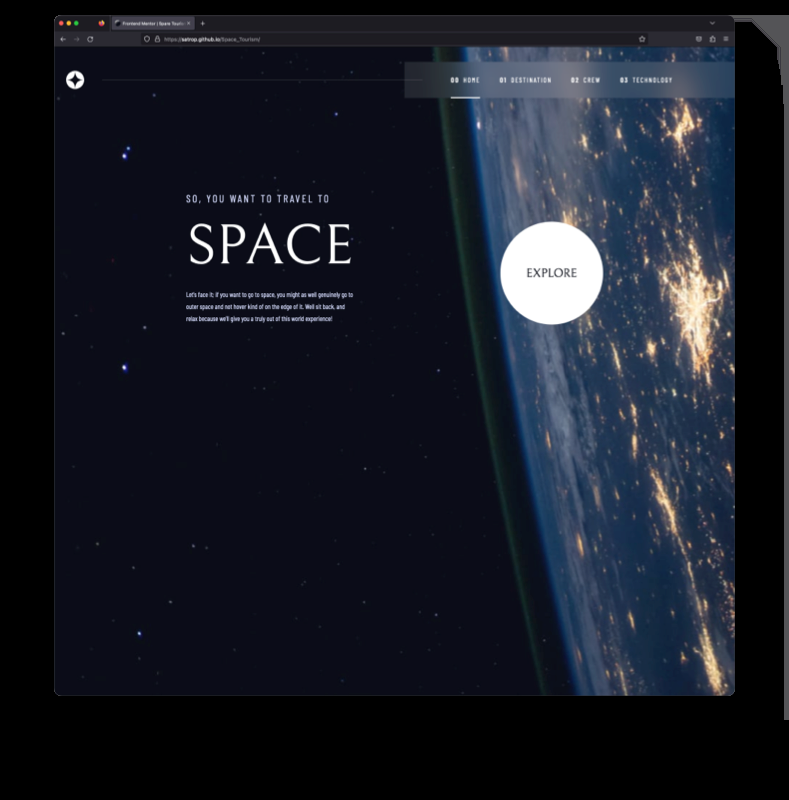 Frontend Mentor | Space Touris
https://satrop.github.io/Space_Tourism/
00 HOME 01 DESTINATION 02 CREW 03 TECHNOLOGY
SO, YOU WANT TO TRAVEL TO
SPACE
Let's face it; if you want to go to space, you might as well genuinely go to
outer space and not hover kind of on the edge of it. Well sit back, and
relax because we'll give you a truly out of this world experience!
EXPLORE